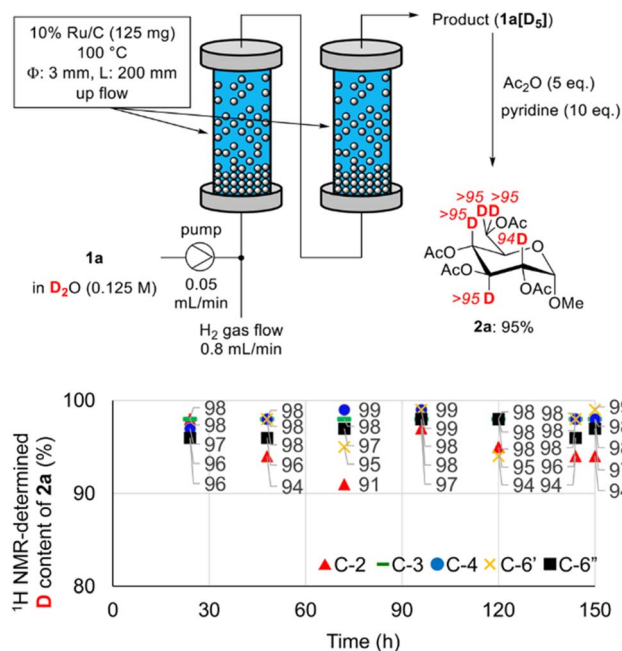 10% Ru/C (125 mg)
100 °C
Φ: 3 mm, L: 200 mm
up flow
Product (1a[D5])
Ac2O (5 eq.)
pyridine (10 eq.)
pump
1a
in D2O (0.125 M)
0.05
mL/min
H2 gas flow
0.8 mL/min
>95 >95
>95 D D OAc
D 94 D
AcO O
AcO
>95 D OAc
OMe
2a: 95%
1H NMR-determined
D content of 2a (%)
100
90
80
98 98 97 96 96
98 98 98 96 94
99 98 97 95 91
99 99 98 98 97
98 98 98 95 94
98 98 98 96 94
98
94
C-2 C-3 C-4 C-6' C-6"
0 30 60 90 120 150
Time (h)